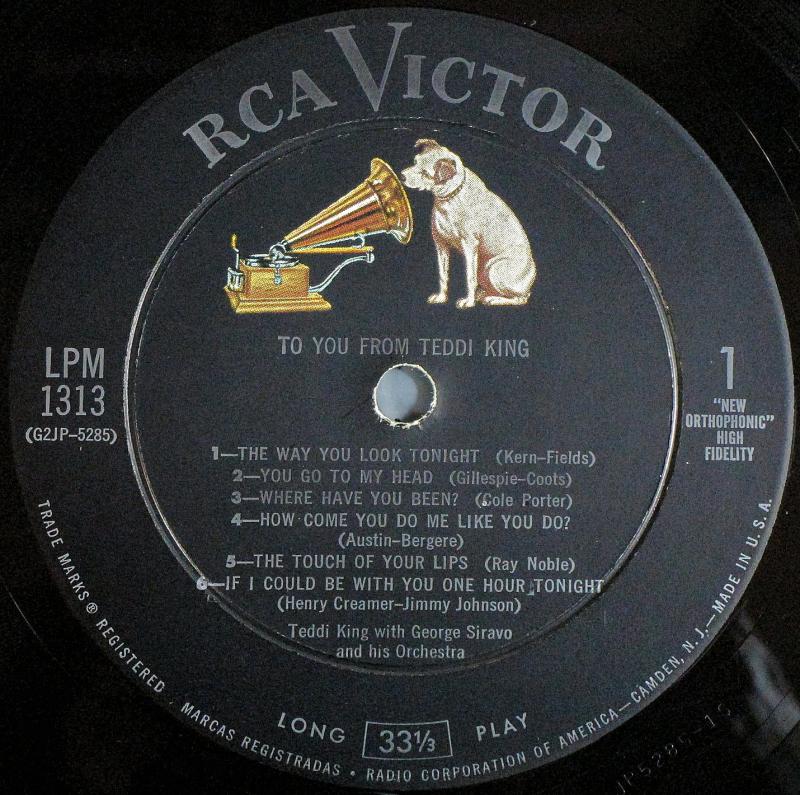 RCA VICTOR
TO YOU FROM TEDDI KING
LPM
1313
(G2JP-5285)
1
"NEW
ORTHOPHONIC"
HIGH
FIDELITY
1—THE WAY YOU LOOK TONIGHT (Kern-Fields)
2—YOU GO TO MY HEAD (Gillespie-Coots)
3—WHERE HAVE YOU BEEN? (Cole Porter)
4—HOW COME YOU DO ME LIKE YOU DO?
(Austin-Bergere)
5—THE TOUCH OF YOUR LIPS (Ray Noble)
6—IF I COULD BE WITH YOU ONE HOUR TONIGHT
(Henry Creamer-Jimmy Johnson)
Teddi King with George Siravo
and his Orchestra
LONG 33⅓ PLAY
TRADE MARKS ® REGISTERED • MARCAS REGISTRADAS • RADIO CORPORATION OF AMERICA—CAMDEN, N. J.—MADE IN U. S. A.